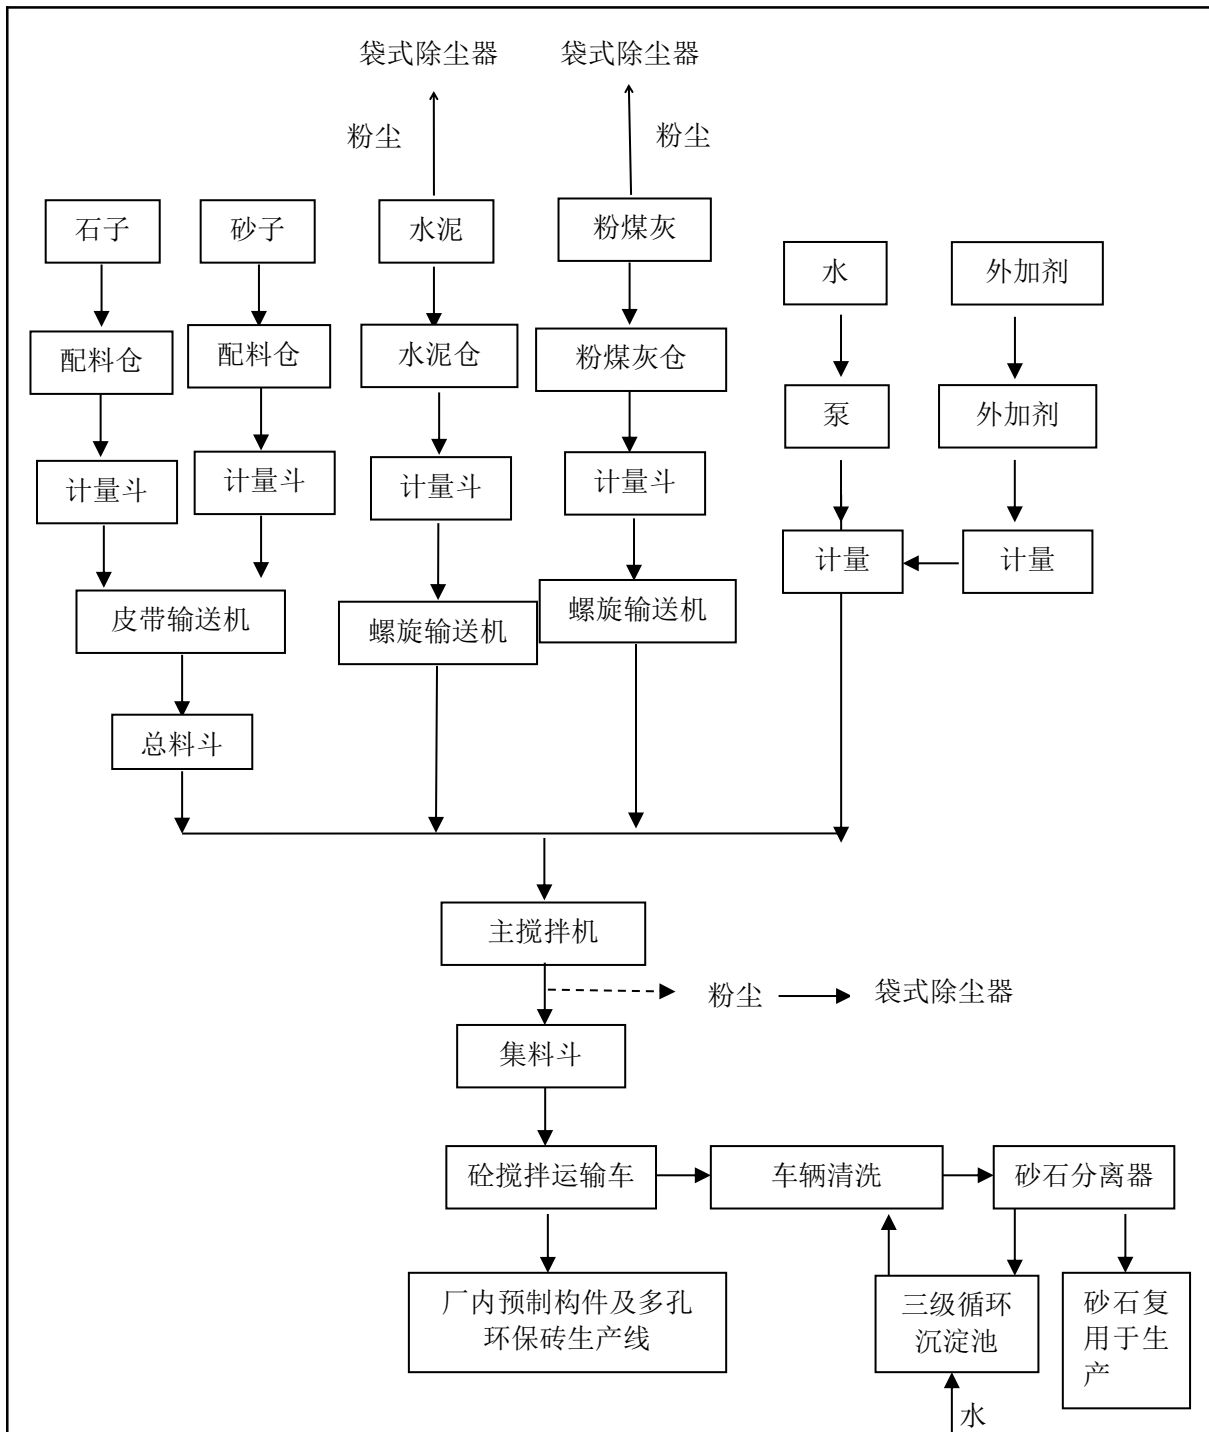 袋式除尘器
袋式除尘器
粉尘
粉尘
石子
砂子
水泥
粉煤灰
水
外加剂
配料仓
配料仓
水泥仓
粉煤灰仓
泵
外加剂
计量斗
计量斗
计量斗
计量斗
计量
计量
皮带输送机
螺旋输送机
螺旋输送机
总料斗
主搅拌机
粉尘
袋式除尘器
集料斗
砼搅拌运输车
车辆清洗
砂石分离器
厂内预制构件及多孔
环保砖生产线
三级循环
沉淀池
砂石复
用于生
产
水